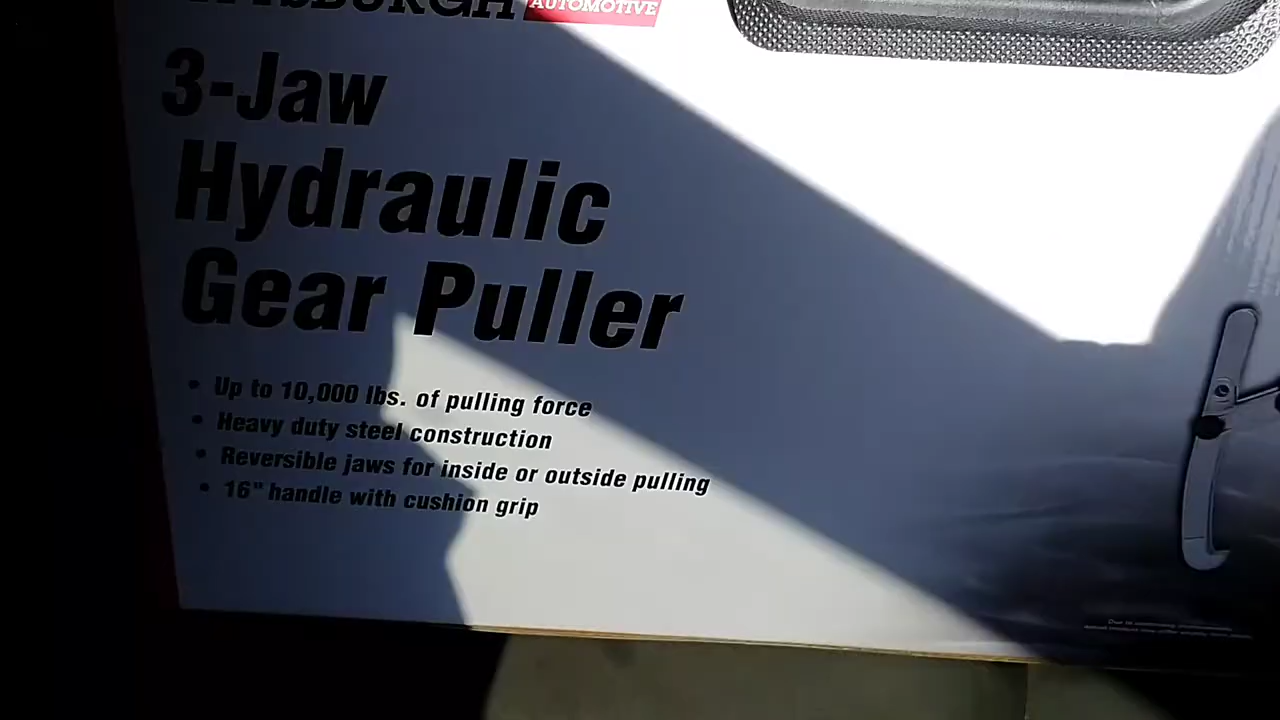 PITTSBURGH AUTOMOTIVE
3-Jaw
Hydraulic
Gear Puller
• Up to 10,000 lbs. of pulling force
• Heavy duty steel construction
• Reversible jaws for inside or outside pulling
• 16" handle with cushion grip